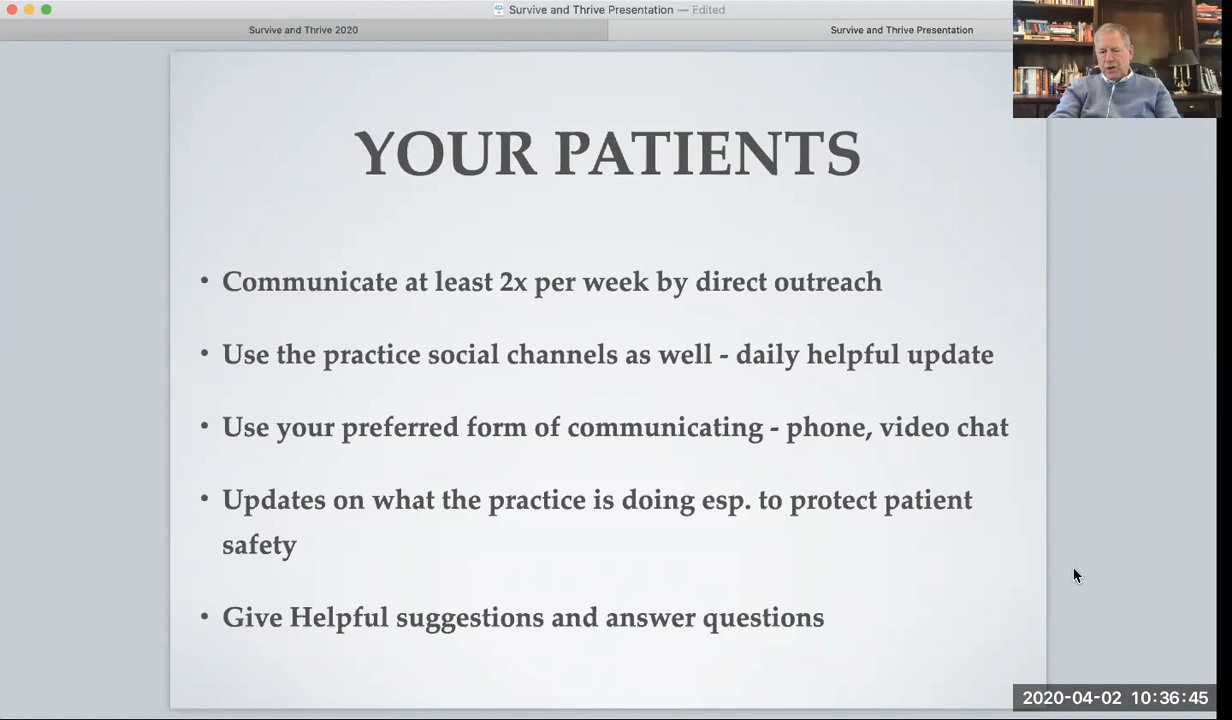 Survive and Thrive Presentation — Edited
Survive and Thrive 2020
Survive and Thrive Presentation
YOUR PATIENTS
• Communicate at least 2x per week by direct outreach
• Use the practice social channels as well - daily helpful update
• Use your preferred form of communicating - phone, video chat
• Updates on what the practice is doing esp. to protect patient
safety
• Give Helpful suggestions and answer questions
2020-04-02 10:36:45